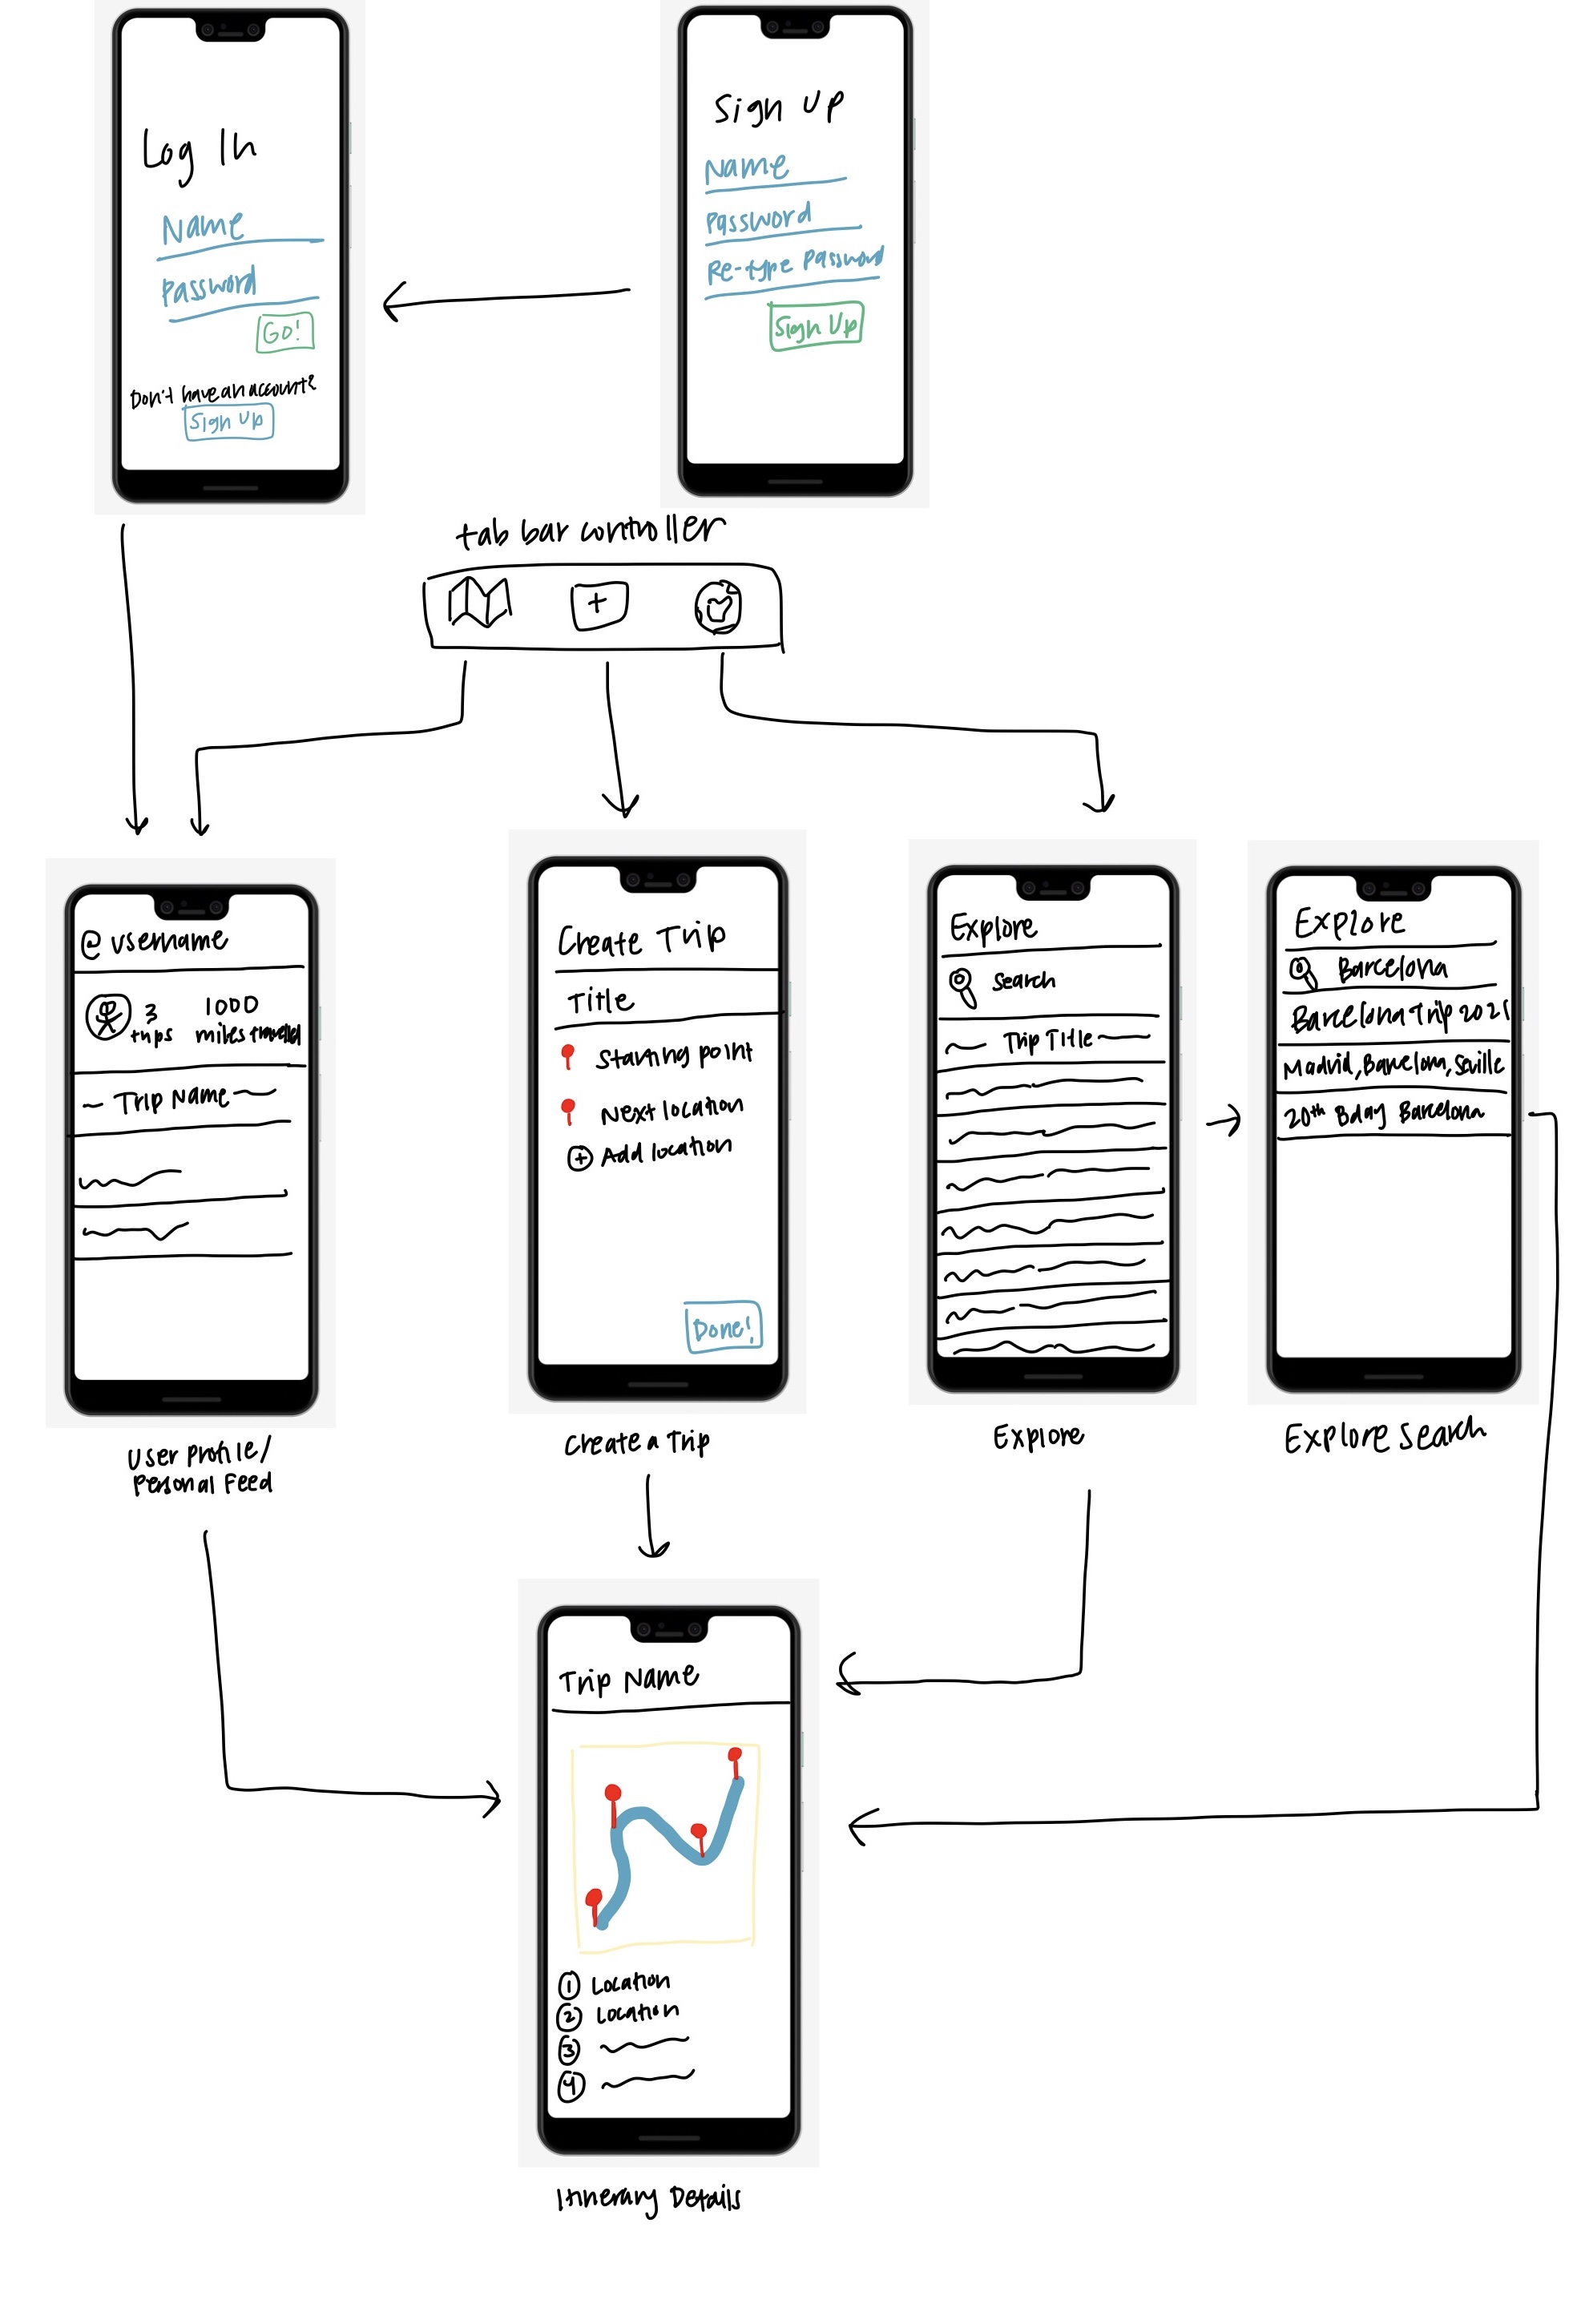 Log In
Name
Password
Go!
Don't have an account?
Sign Up
Sign Up
Name
Password
Re-type Password
Sign Up
tab bar controller
+
@username
3
trips
1000
miles travelled
Trip Name
User Profile/
Personal Feed
Create Trip
Title
Starting point
Next location
+ Add location
Done!
Create a Trip
Explore
Search
Trip Title
Explore
Explore
Barcelona
Barcelona Trip 2021
Madrid, Barcelona, Seville
20th Bday Barcelona
Explore Search
Trip Name
1 Location
2 Location
3
4
Itinerary Details